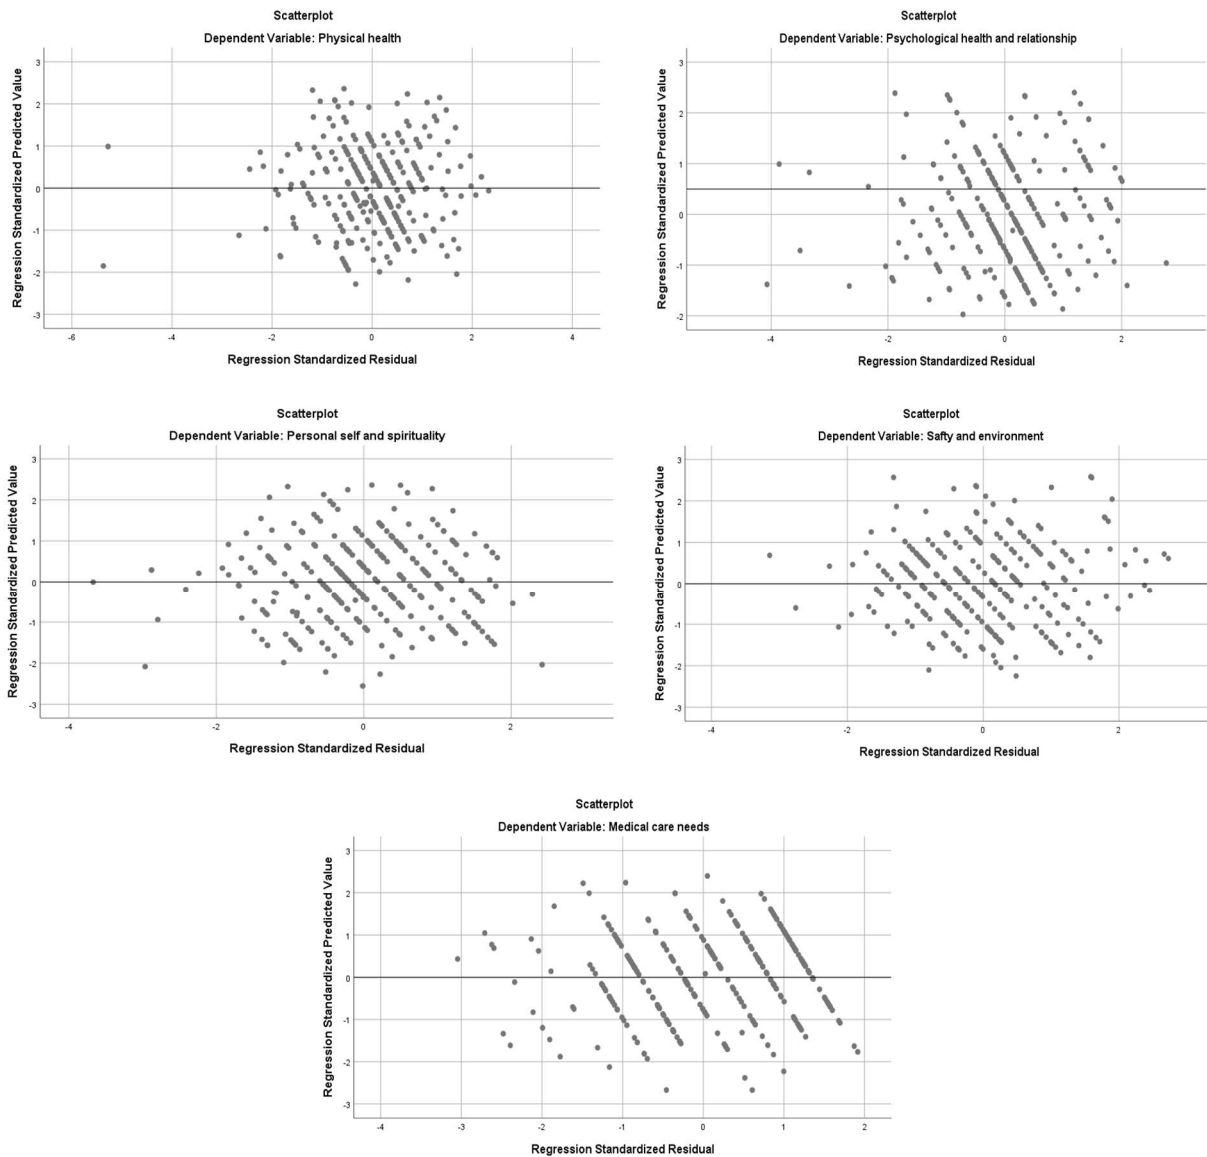 Scatterplot
Dependent Variable: Physical health
Regression Standardized Predicted Value
3
2
1
0
-1
-2
-3
-6
-4
-2
0
2
4
Regression Standardized Residual
Scatterplot
Dependent Variable: Psychological health and relationship
Regression Standardized Predicted Value
3
2
1
0
-1
-2
-4
-2
0
2
Regression Standardized Residual
Scatterplot
Dependent Variable: Personal self and spirituality
Regression Standardized Predicted Value
3
2
1
0
-1
-2
-3
-4
-2
0
2
Regression Standardized Residual
Scatterplot
Dependent Variable: Safty and environment
Regression Standardized Predicted Value
3
2
1
0
-1
-2
-3
-4
-2
0
2
Regression Standardized Residual
Scatterplot
Dependent Variable: Medical care needs
Regression Standardized Predicted Value
3
2
1
0
-1
-2
-3
-4
-3
-2
-1
0
1
2
Regression Standardized Residual